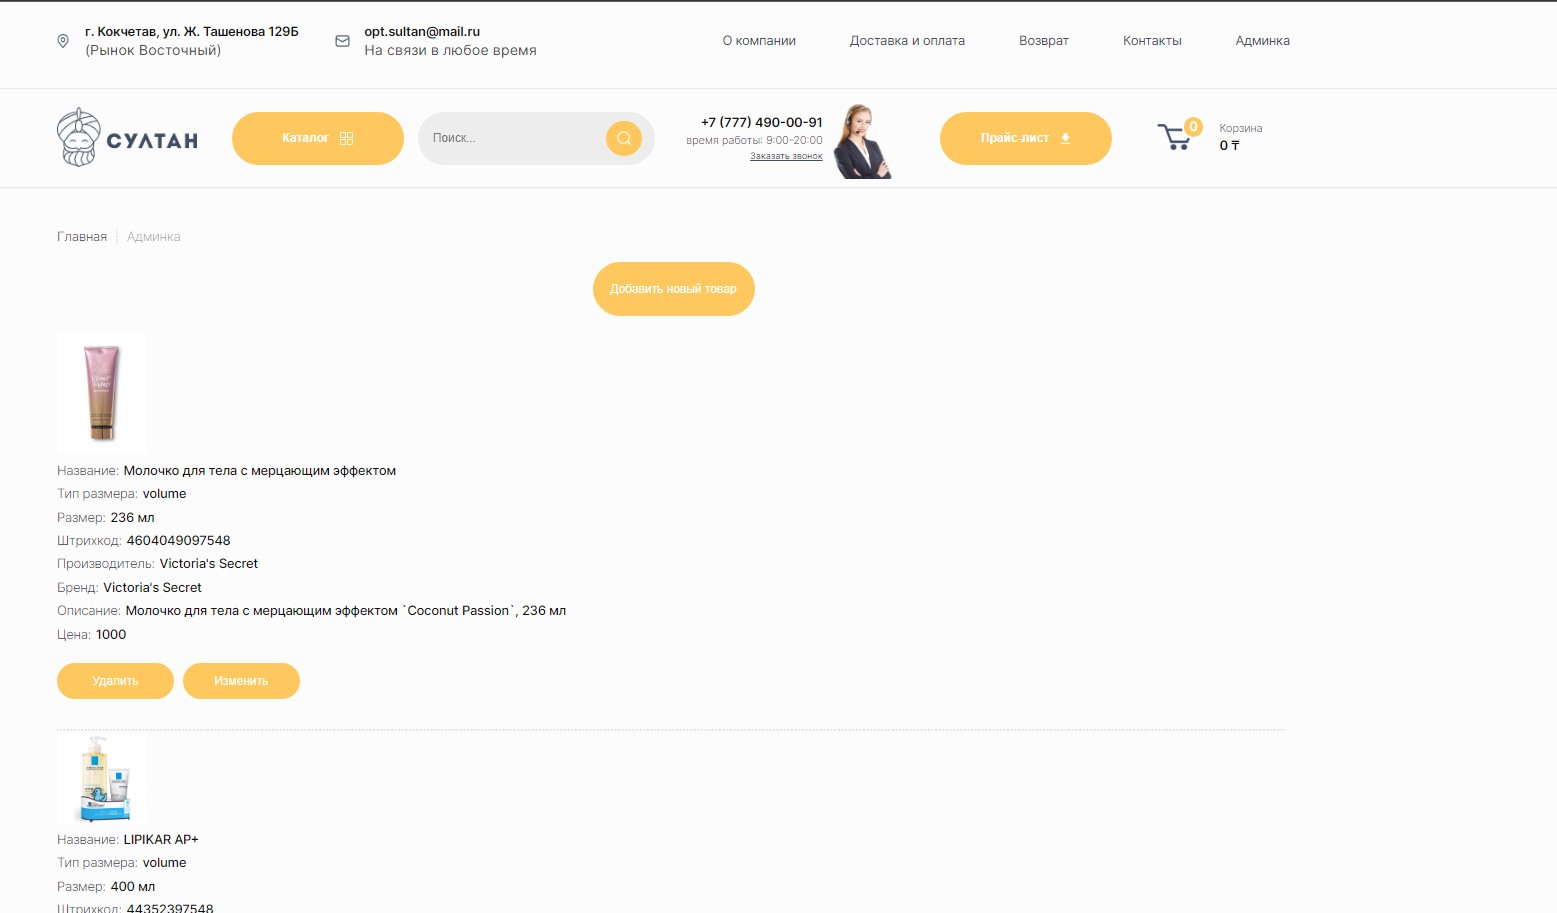 г. Кокчетав, ул. Ж. Ташенова 129Б
(Рынок Восточный)
opt.sultan@mail.ru
На связи в любое время
О компании
Доставка и оплата
Возврат
Контакты
Админка
СУЛТАН
Каталог
Поиск...
+7 (777) 490-00-91
время работы: 9:00-20:00
Заказать звонок
Прайс-лист
0
Корзина
0 ₸
Главная
Админка
Добавить новый товар
Название: Молочко для тела с мерцающим эффектом
Тип размера: volume
Размер: 236 мл
Штрихкод: 4604049097548
Производитель: Victoria's Secret
Бренд: Victoria's Secret
Описание: Молочко для тела с мерцающим эффектом `Coconut Passion`, 236 мл
Цена: 1000
Удалить
Изменить
Название: LIPIKAR AP+
Тип размера: volume
Размер: 400 мл
Штрихкод: 44352397548